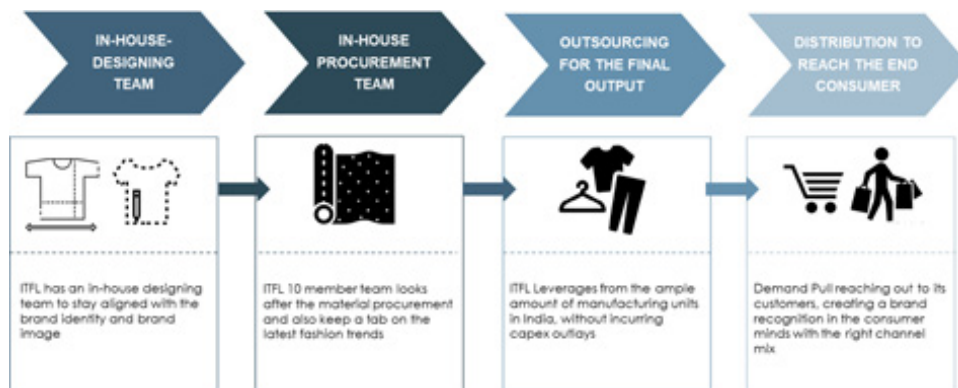 IN-HOUSE-
DESIGNING
TEAM
IN-HOUSE
PROCUREMENT
TEAM
OUTSOURCING
FOR THE FINAL
OUTPUT
DISTRIBUTION TO
REACH THE END
CONSUMER
ITFL has an in-house designing
team to stay aligned with the
brand identity and brand
image
ITFL 10 member team looks
after the material procurement
and also keep a tab on the
latest fashion trends
ITFL Leverages from the ample
amount of manufacturing units
in India, without incurring
capex outlays
Demand Pull reaching out to its
customers, creating a brand
recognition in the consumer
minds with the right channel
mix